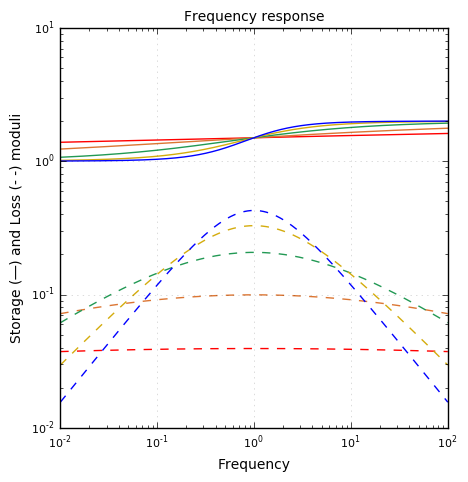 Frequency response
10^1
10^0
10^-1
10^-2
Storage (—) and Loss (- -) moduli
10^-2 10^-1 10^0 10^1 10^2
Frequency